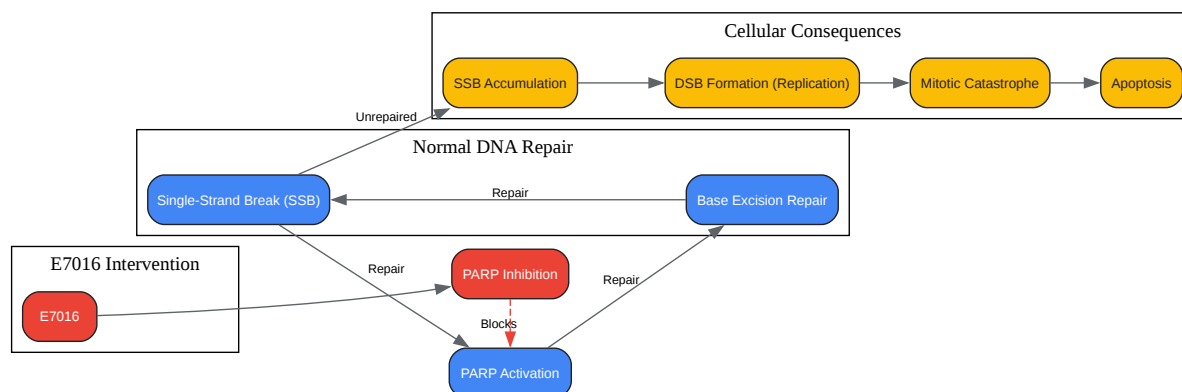 Cellular Consequences
SSB Accumulation
DSB Formation (Replication)
Mitotic Catastrophe
Apoptosis
Unrepaired
Normal DNA Repair
Single-Strand Break (SSB)
Repair
Base Excision Repair
E7016 Intervention
E7016
Repair
PARP Inhibition
Repair
Blocks
PARP Activation